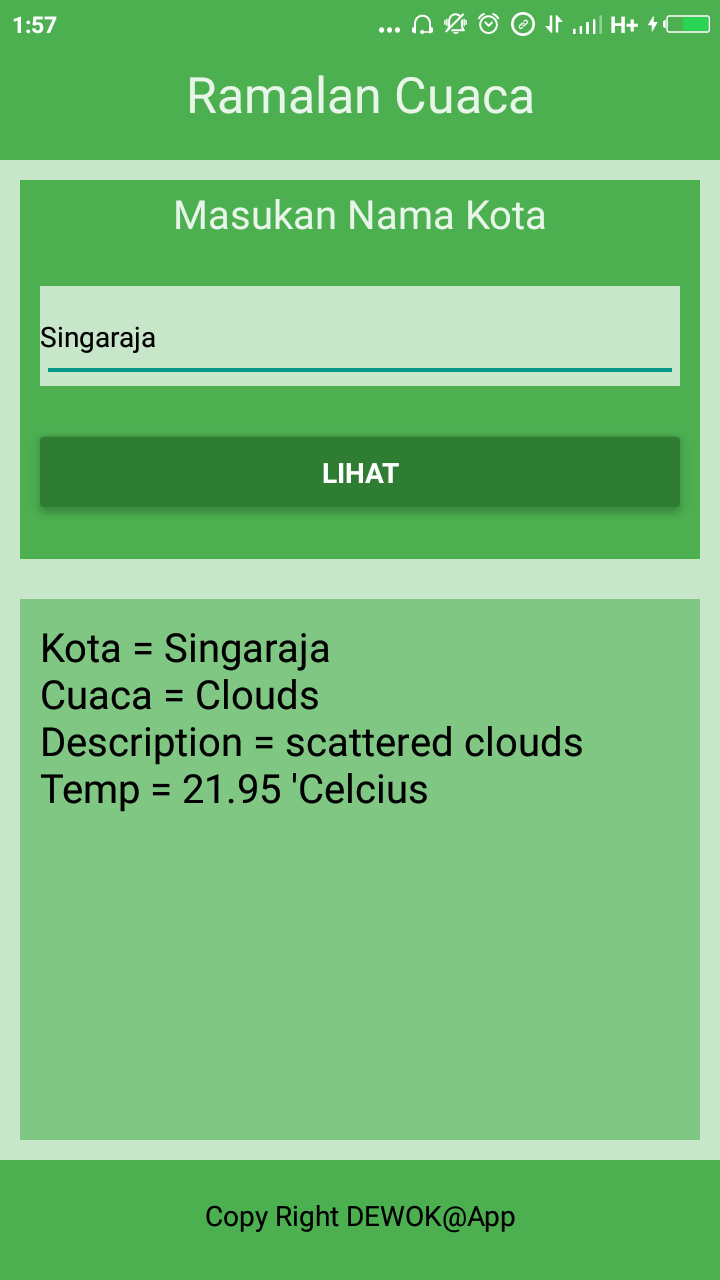 1:57
H+
Ramalan Cuaca
Masukan Nama Kota
Singaraja
LIHAT
Kota = Singaraja
Cuaca = Clouds
Description = scattered clouds
Temp = 21.95 'Celcius
Copy Right DEWOK@App